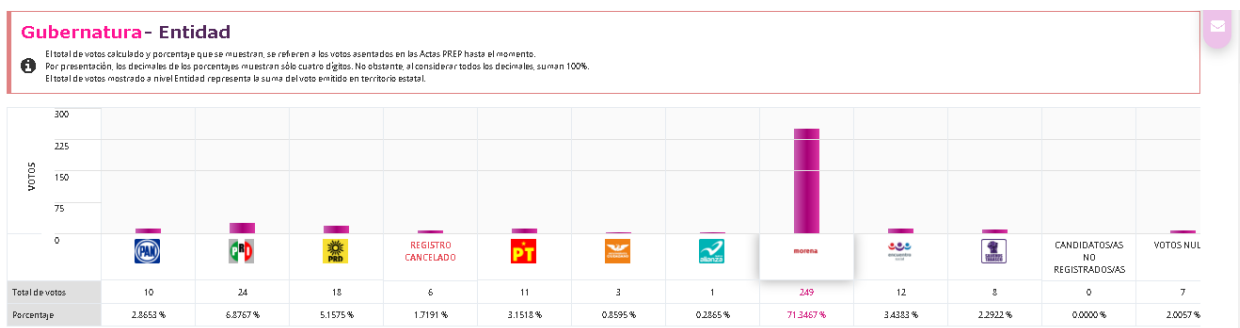 Gubernatura - Entidad
El total de votos calculado y porcentaje que se muestran, se refieren a los votos asentados en las Actas PREP hasta el momento.
Por presentación, los decimales de los porcentajes muestran sólo cuatro dígitos. No obstante, al considerar todos los decimales, suman 100%.
El total de votos mostrado a nivel Entidad representa la suma del voto emitido en territorio estatal.
VOTOS
300
225
150
75
0
PAN
PRD
REGISTRO
CANCELADO
PT
alianza
morena
encuentro
social
CANDIDATOS/AS
NO
REGISTRADOS/AS
VOTOS NUL
Total de votos 10 24 18 6 11 3 1 249 12 8 0 7
Porcentaje 2.8653 % 6.8767 % 5.1575 % 1.7191 % 3.1518 % 0.8595 % 0.2865 % 71.3467 % 3.4383 % 2.2922 % 0.0000 % 2.0057 %